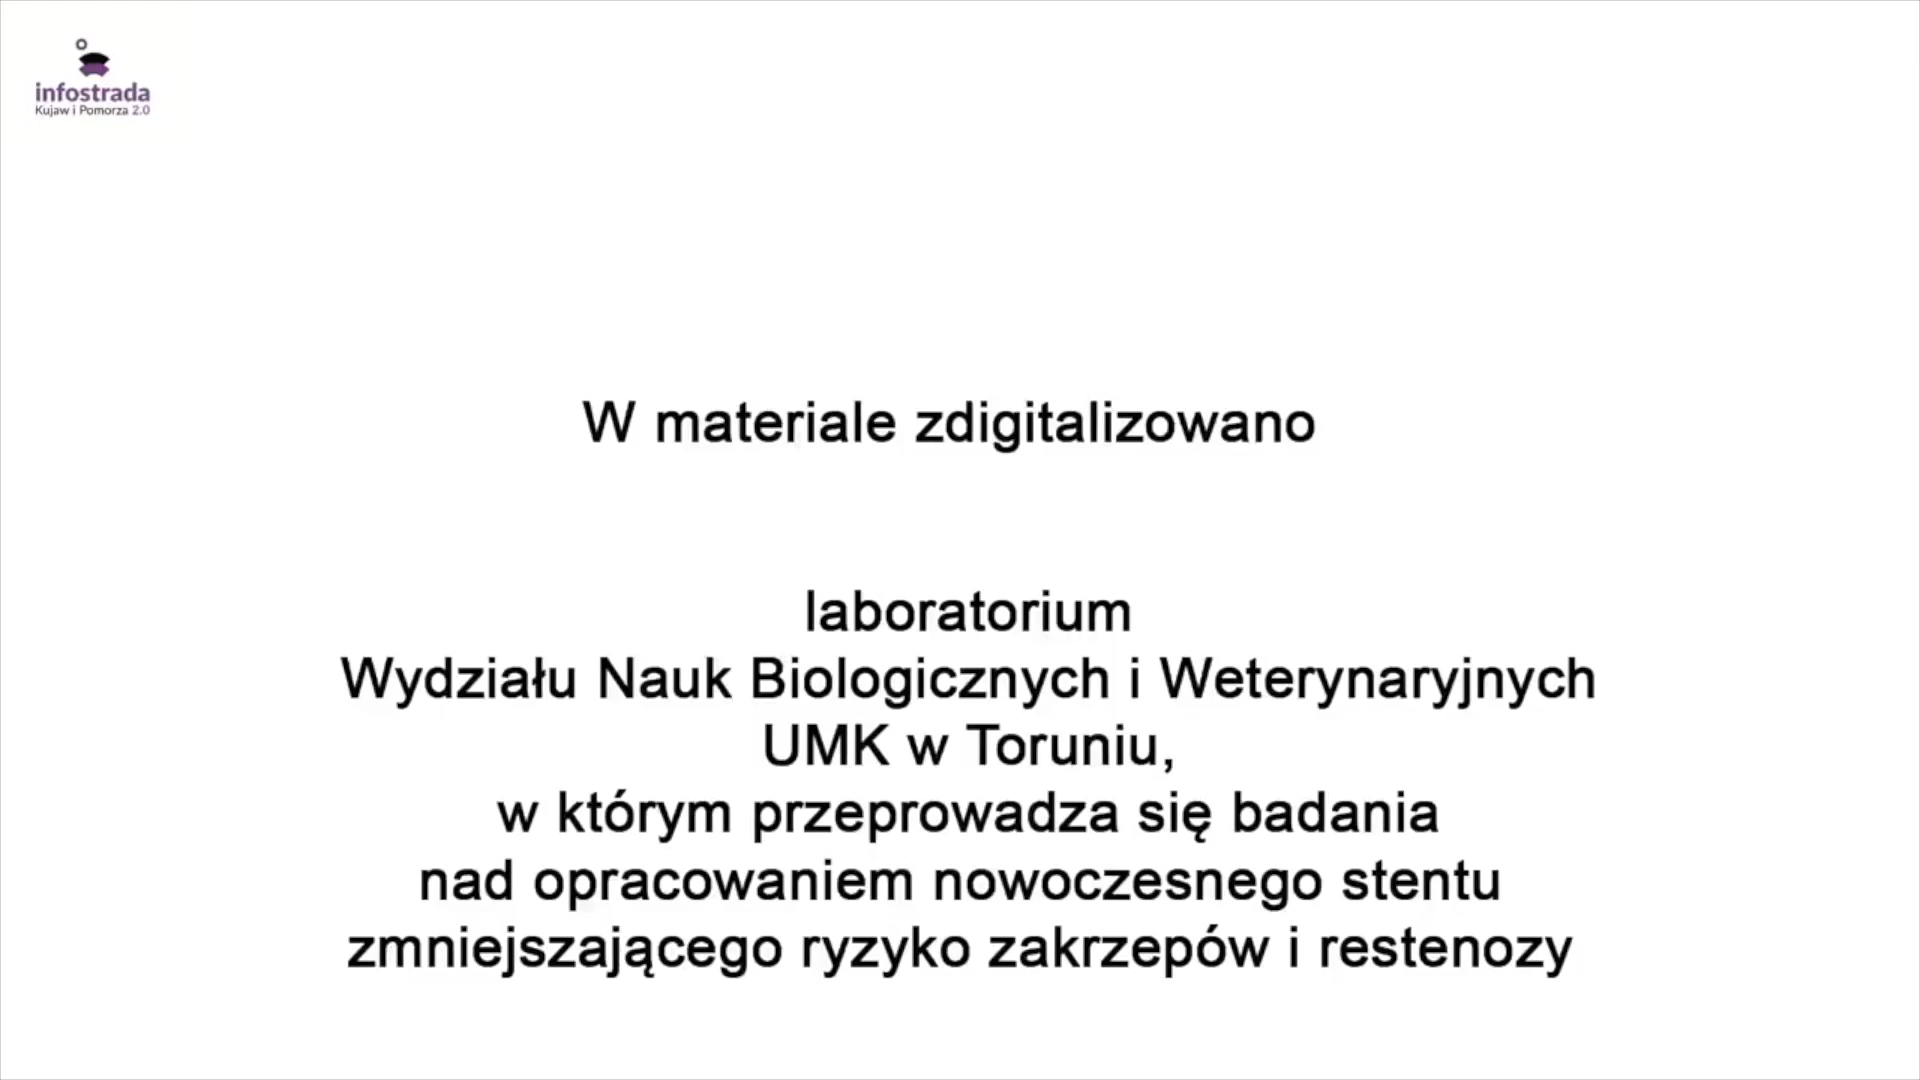 infostrada
Kujaw i Pomorza 2.0
W materiale zdigitalizowano
laboratorium
Wydziału Nauk Biologicznych i Weterynaryjnych
UMK w Toruniu,
w którym przeprowadza się badania
nad opracowaniem nowoczesnego stentu
zmniejszającego ryzyko zakrzepów i restenozy